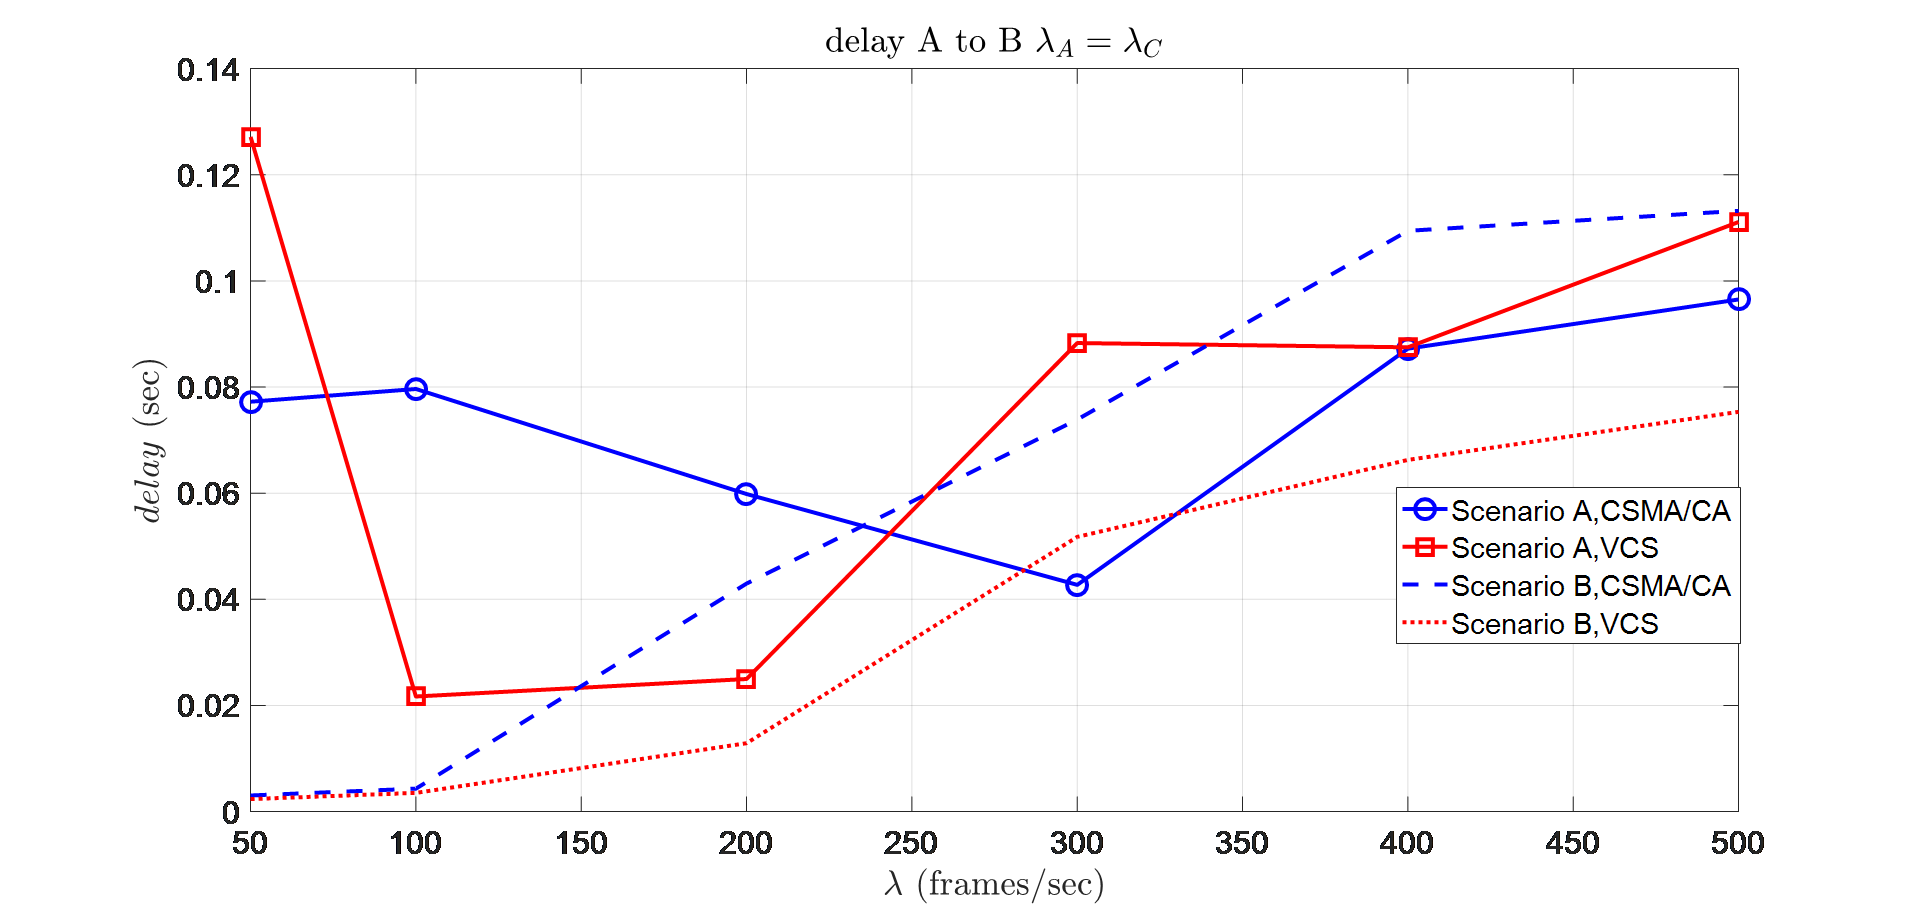 delay A to B λ_A = λ_C
0.14
0.12
0.1
0.08
0.06
0.04
0.02
0
delay (sec)
50 100 150 200 250 300 350 400 450 500
λ (frames/sec)
Scenario A,CSMA/CA
Scenario A,VCS
Scenario B,CSMA/CA
Scenario B,VCS